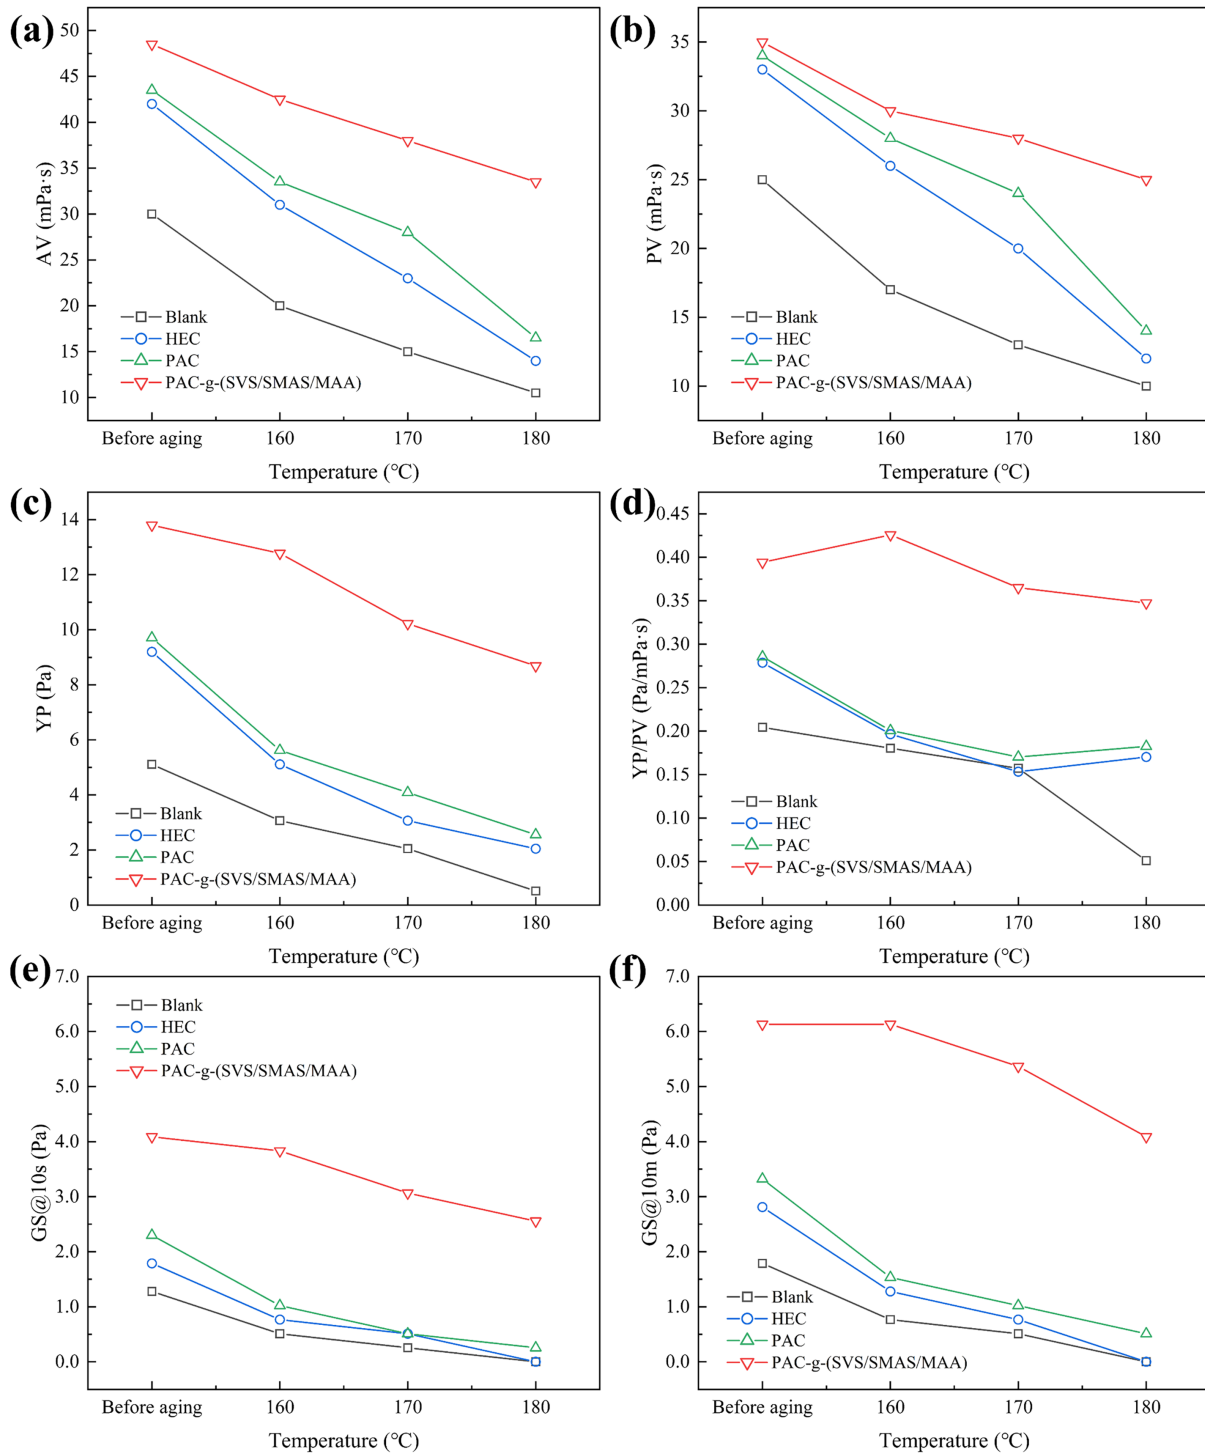 (a)
50
45
40
35
30
25
20
15
10
AV (mPa·s)
Blank
HEC
PAC
PAC-g-(SVS/SMAS/MAA)
Before aging 160 170 180
Temperature (℃)
(b)
35
30
25
20
15
10
PV (mPa·s)
Blank
HEC
PAC
PAC-g-(SVS/SMAS/MAA)
Before aging 160 170 180
Temperature (℃)
(c)
14
12
10
8
6
4
2
0
YP (Pa)
Blank
HEC
PAC
PAC-g-(SVS/SMAS/MAA)
Before aging 160 170 180
Temperature (℃)
(d)
0.45
0.40
0.35
0.30
0.25
0.20
0.15
0.10
0.05
0.00
YP/PV (Pa/mPa·s)
Blank
HEC
PAC
PAC-g-(SVS/SMAS/MAA)
Before aging 160 170 180
Temperature (℃)
(e)
7.0
6.0
5.0
4.0
3.0
2.0
1.0
0.0
GS@10s (Pa)
Blank
HEC
PAC
PAC-g-(SVS/SMAS/MAA)
Before aging 160 170 180
Temperature (℃)
(f)
7.0
6.0
5.0
4.0
3.0
2.0
1.0
0.0
GS@10m (Pa)
Blank
HEC
PAC
PAC-g-(SVS/SMAS/MAA)
Before aging 160 170 180
Temperature (℃)